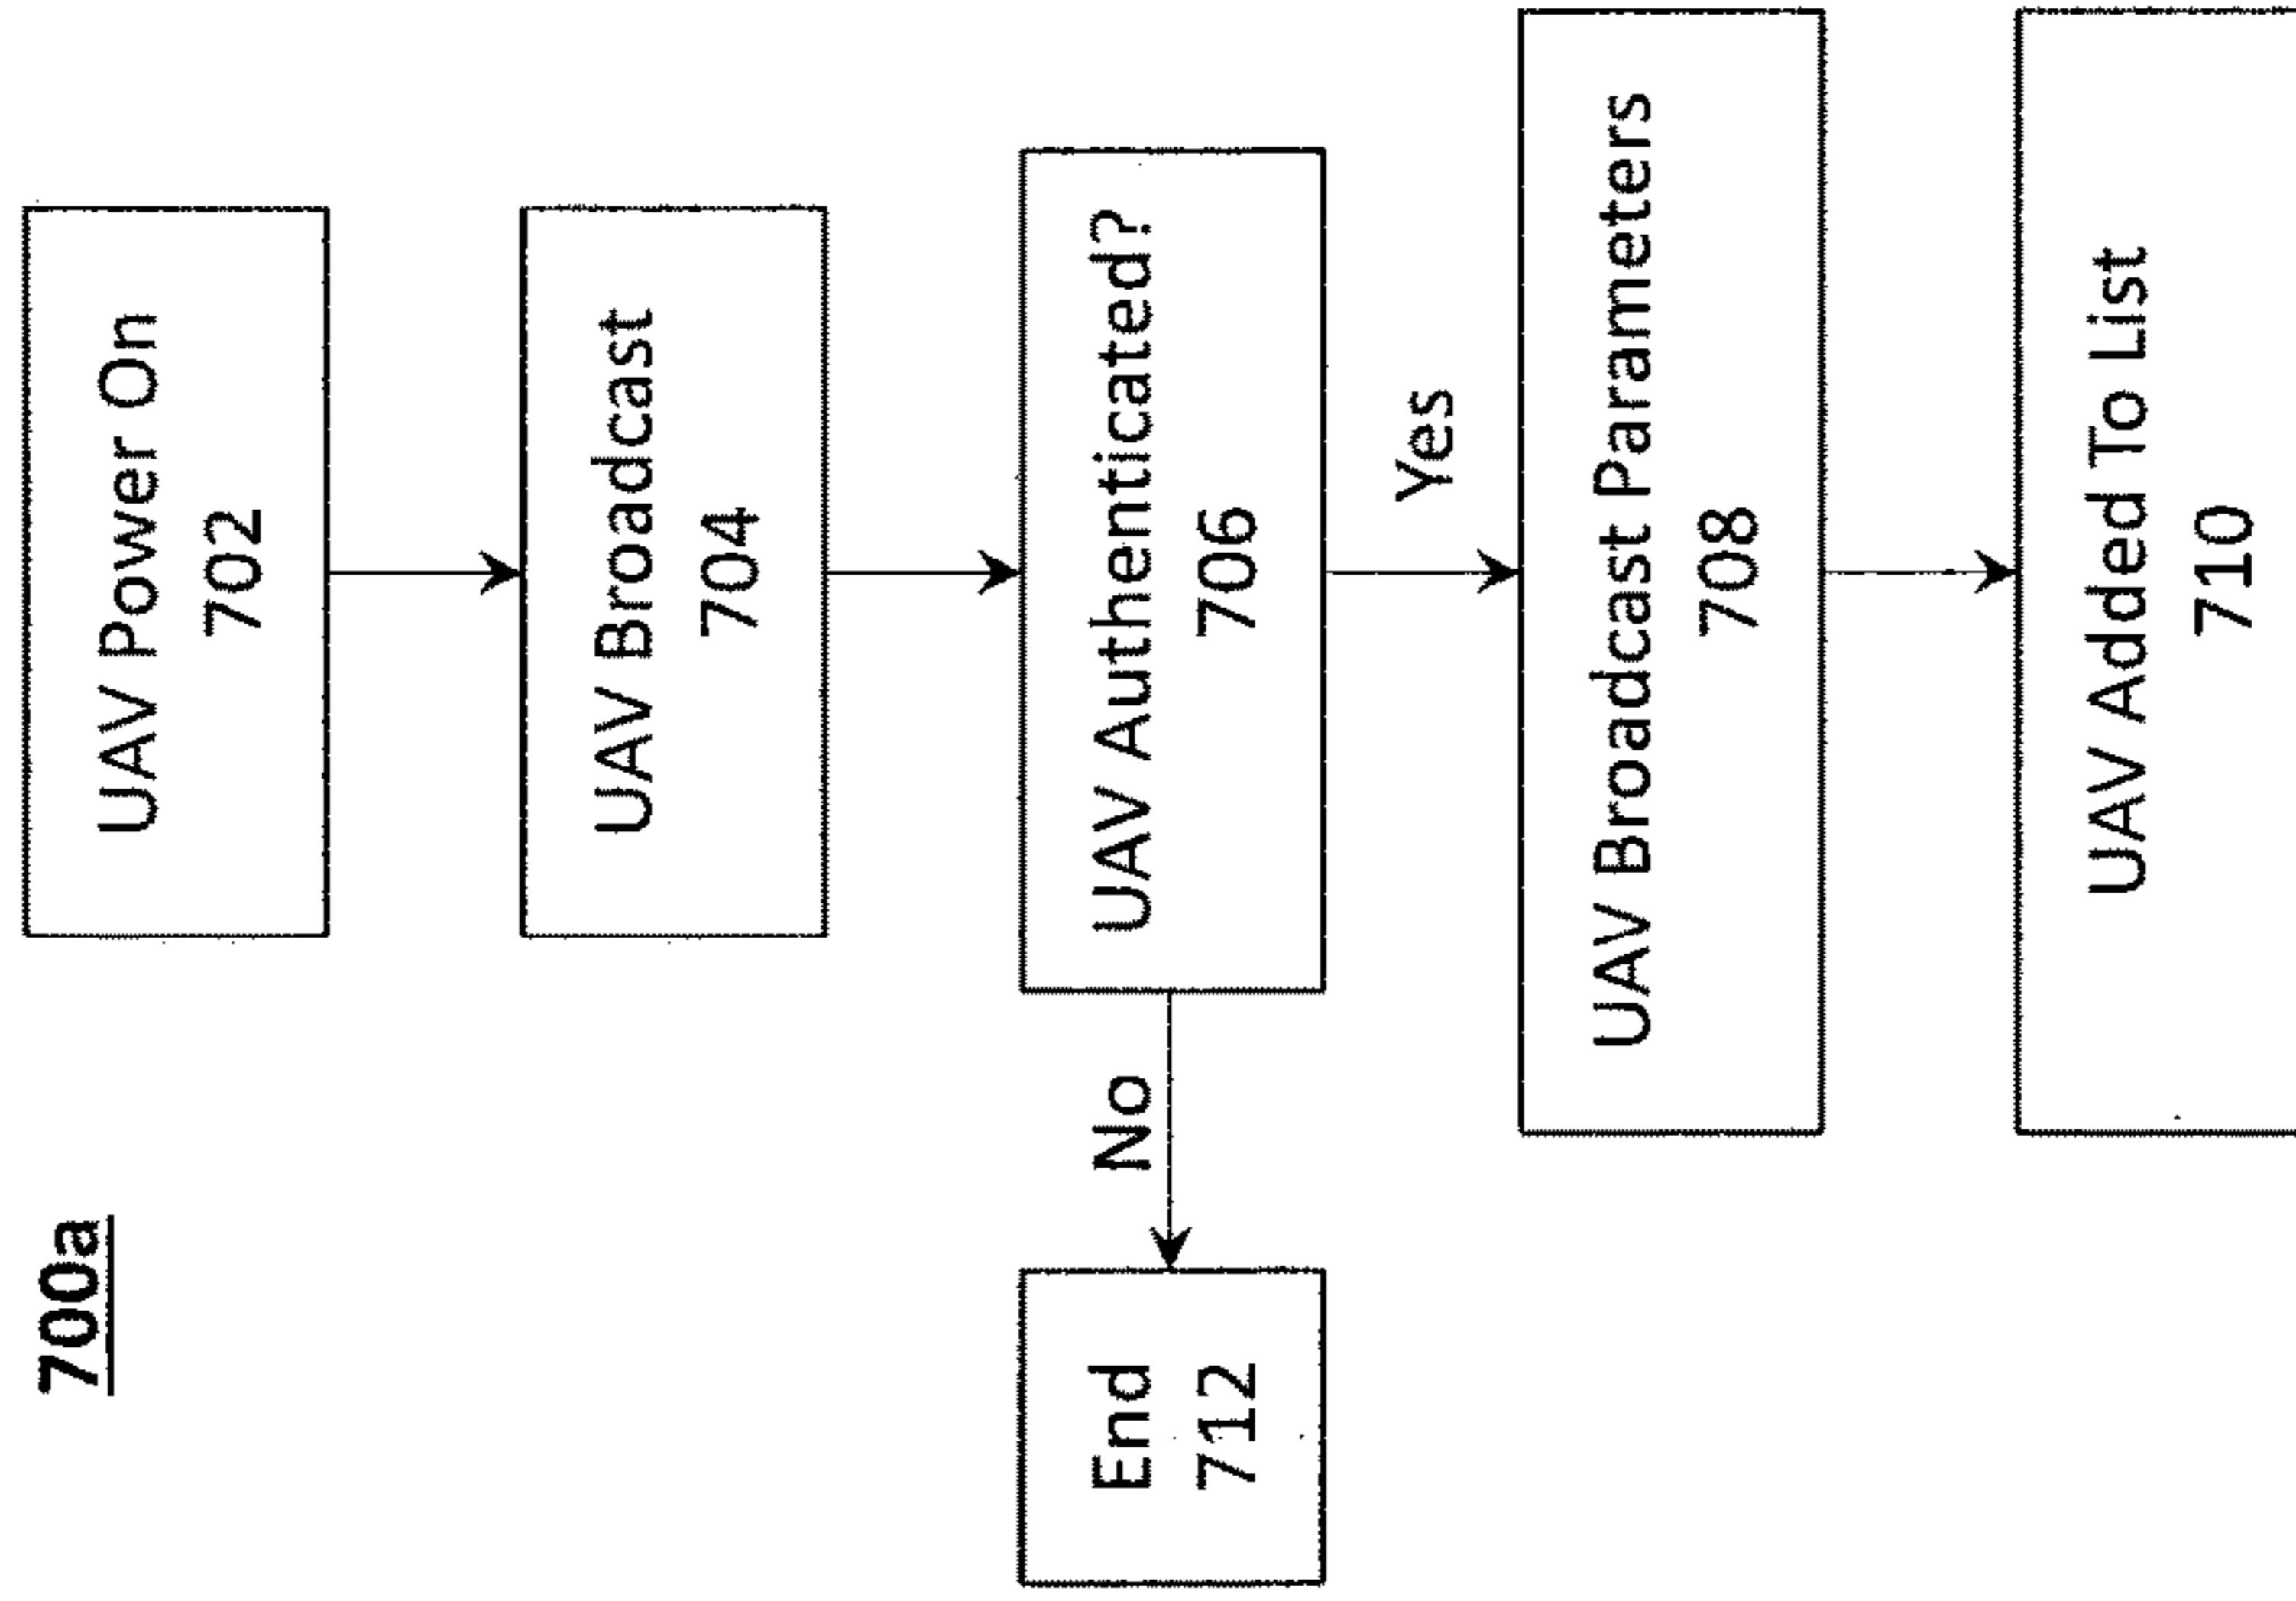 700a
UAV Power On
702
UAV Broadcast
704
UAV Authenticated?
706
No
End
712
Yes
UAV Broadcast Parameters
708
UAV Added To List
710